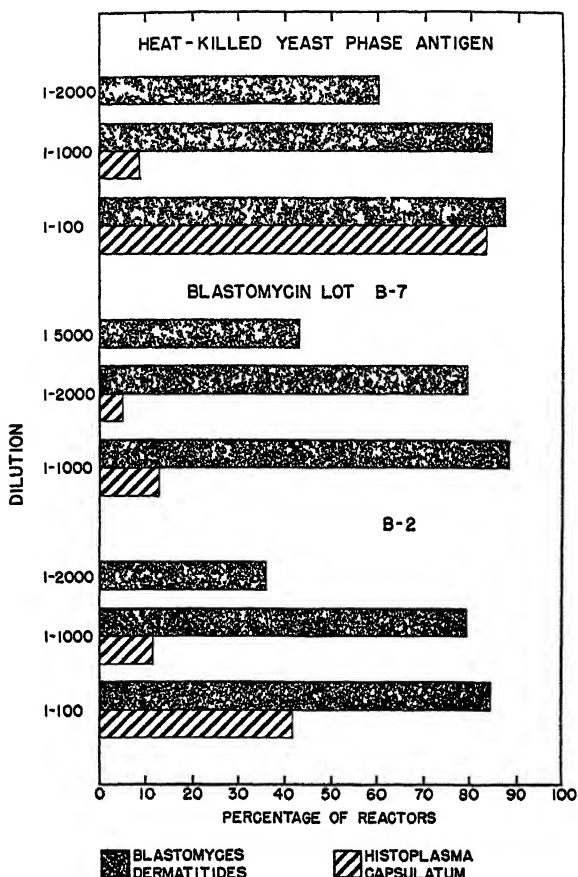 HEAT-KILLED YEAST PHASE ANTIGEN
1-2000
1-1000
1-100
BLASTOMYCIN LOT B-7
1 5000
1-2000
1-1000
DILUTION
B-2
1-2000
1-1000
1-100
0 10 20 30 40 50 60 70 80 90 100
PERCENTAGE OF REACTORS
BLASTOMYCES DERMATITIDES
HISTOPLASMA CAPSULATUM